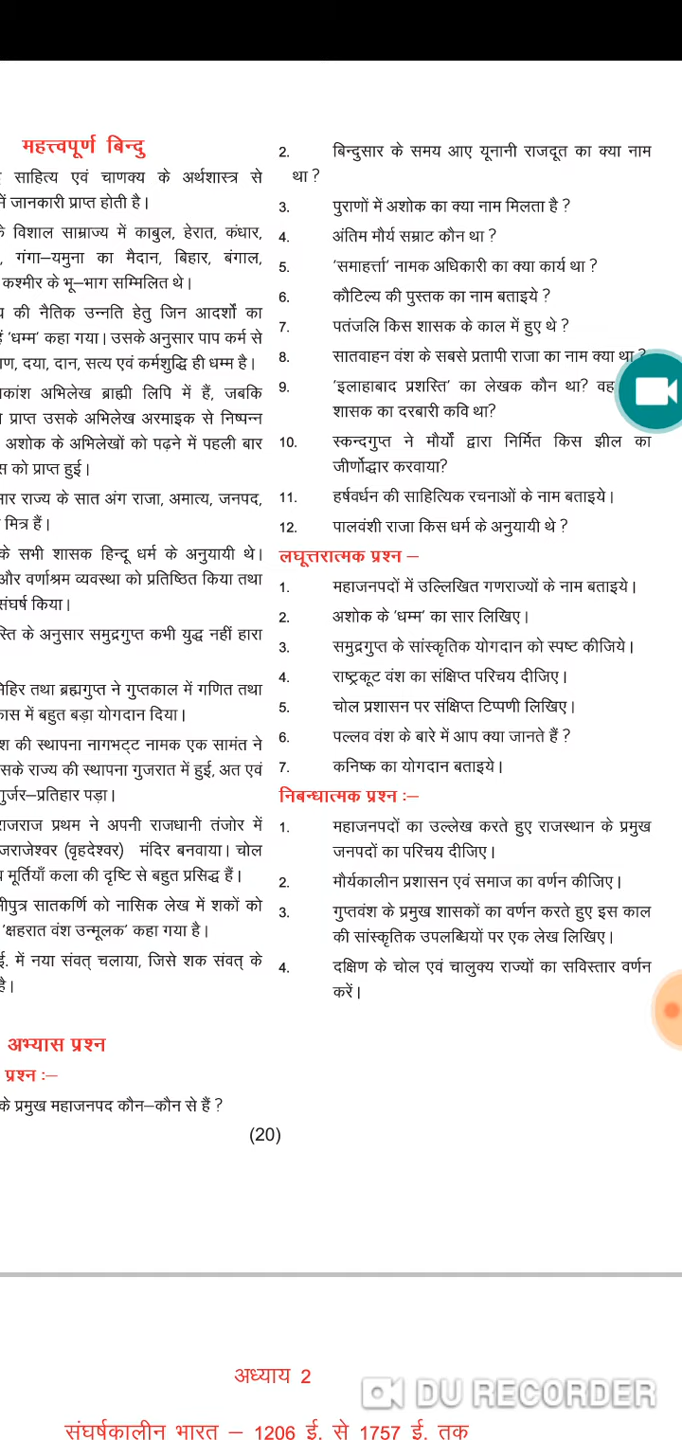 महत्त्वपूर्ण बिन्दु
साहित्य एवं चाणक्य के अर्थशास्त्र से
में जानकारी प्राप्त होती है।
के विशाल साम्राज्य में काबुल, हेरात, कंधार,
, गंगा–यमुना का मैदान, बिहार, बंगाल,
कश्मीर के भू–भाग सम्मिलित थे।
की नैतिक उन्नति हेतु जिन आदर्शों का
'धम्म' कहा गया। उसके अनुसार पाप कर्म से
दया, दान, सत्य एवं कर्मशुद्धि ही धम्म है।
अभिलेख ब्राह्मी लिपि में हैं, जबकि
प्राप्त उसके अभिलेख अरमाइक से निष्पन्न
अशोक के अभिलेखों को पढ़ने में पहली बार
को प्राप्त हुई।
राज्य के सात अंग राजा, अमात्य, जनपद,
मित्र हैं।
के सभी शासक हिन्दू धर्म के अनुयायी थे।
और वर्णाश्रम व्यवस्था को प्रतिष्ठित किया तथा
संघर्ष किया।
के अनुसार समुद्रगुप्त कभी युद्ध नहीं हारा
तथा ब्रह्मगुप्त ने गुप्तकाल में गणित तथा
में बहुत बड़ा योगदान दिया।
की स्थापना नागभट्ट नामक एक सामंत ने
राज्य की स्थापना गुजरात में हुई, अत एवं
गुर्जर–प्रतिहार पड़ा।
राजराज प्रथम ने अपनी राजधानी तंजोर में
(वृहदेश्वर) मंदिर बनवाया। चोल
मूर्तियाँ कला की दृष्टि से बहुत प्रसिद्ध हैं।
सातकर्णि को नासिक लेख में शकों को
'क्षहरात वंश उन्मूलक' कहा गया है।
ई. में नया संवत् चलाया, जिसे शक संवत् के
है।
अभ्यास प्रश्न
प्रश्न :–
के प्रमुख महाजनपद कौन–कौन से हैं ?
2. बिन्दुसार के समय आए यूनानी राजदूत का क्या नाम
था ?
3. पुराणों में अशोक का क्या नाम मिलता है ?
4. अंतिम मौर्य सम्राट कौन था ?
5. 'समाहर्त्ता' नामक अधिकारी का क्या कार्य था ?
6. कौटिल्य की पुस्तक का नाम बताइये ?
7. पतंजलि किस शासक के काल में हुए थे ?
8. सातवाहन वंश के सबसे प्रतापी राजा का नाम क्या था ?
9. 'इलाहाबाद प्रशस्ति' का लेखक कौन था? वह
शासक का दरबारी कवि था?
10. स्कन्दगुप्त ने मौर्यों द्वारा निर्मित किस झील का
जीर्णोद्धार करवाया?
11. हर्षवर्धन की साहित्यिक रचनाओं के नाम बताइये।
12. पालवंशी राजा किस धर्म के अनुयायी थे ?
लघूत्तरात्मक प्रश्न –
1. महाजनपदों में उल्लिखित गणराज्यों के नाम बताइये।
2. अशोक के 'धम्म' का सार लिखिए।
3. समुद्रगुप्त के सांस्कृतिक योगदान को स्पष्ट कीजिये।
4. राष्ट्रकूट वंश का संक्षिप्त परिचय दीजिए।
5. चोल प्रशासन पर संक्षिप्त टिप्पणी लिखिए।
6. पल्लव वंश के बारे में आप क्या जानते हैं ?
7. कनिष्क का योगदान बताइये।
निबन्धात्मक प्रश्न :–
1. महाजनपदों का उल्लेख करते हुए राजस्थान के प्रमुख
जनपदों का परिचय दीजिए।
2. मौर्यकालीन प्रशासन एवं समाज का वर्णन कीजिए।
3. गुप्तवंश के प्रमुख शासकों का वर्णन करते हुए इस काल
की सांस्कृतिक उपलब्धियों पर एक लेख लिखिए।
4. दक्षिण के चोल एवं चालुक्य राज्यों का सविस्तार वर्णन
करें।
(20)
अध्याय 2
DU RECORDER
संघर्षकालीन भारत – 1206 ई. से 1757 ई. तक